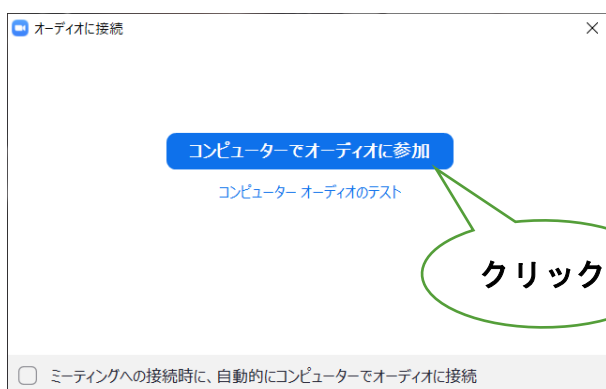 オーディオに接続
コンピューターでオーディオに参加
コンピューター オーディオのテスト
クリック
ミーティングへの接続時に、自動的にコンピューターでオーディオに接続